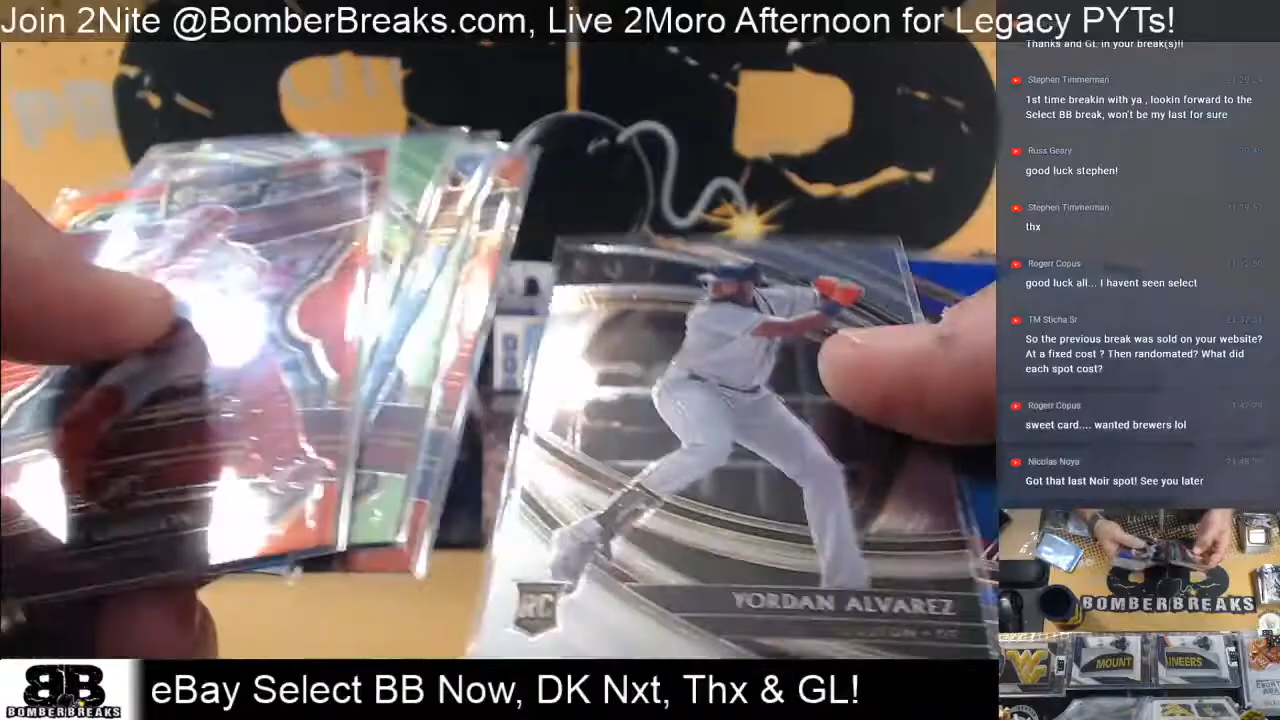 Join 2Nite @BomberBreaks.com, Live 2Moro Afternoon for Legacy PYTs!
Thanks and GL in your break(s)!!
Stephen Timmerman
1st time breakin with ya , lookin forward to the
Select BB break, won't be my last for sure
Russ Geary
good luck stephen!
Stephen Timmerman
thx
Rogerr Copus
good luck all... I havent seen select
TM Sticha Sr
So the previous break was sold on your website?
At a fixed cost ? Then randomated? What did
each spot cost?
Rogerr Copus
sweet card.... wanted brewers lol
Nicolas Noya
Got that last Noir spot! See you later
RC
YORDAN ALVAREZ
BOMBERBREAKS
WV
MOUNT
INEERS
BB
BOMBERBREAKS
eBay Select BB Now, DK Nxt, Thx & GL!